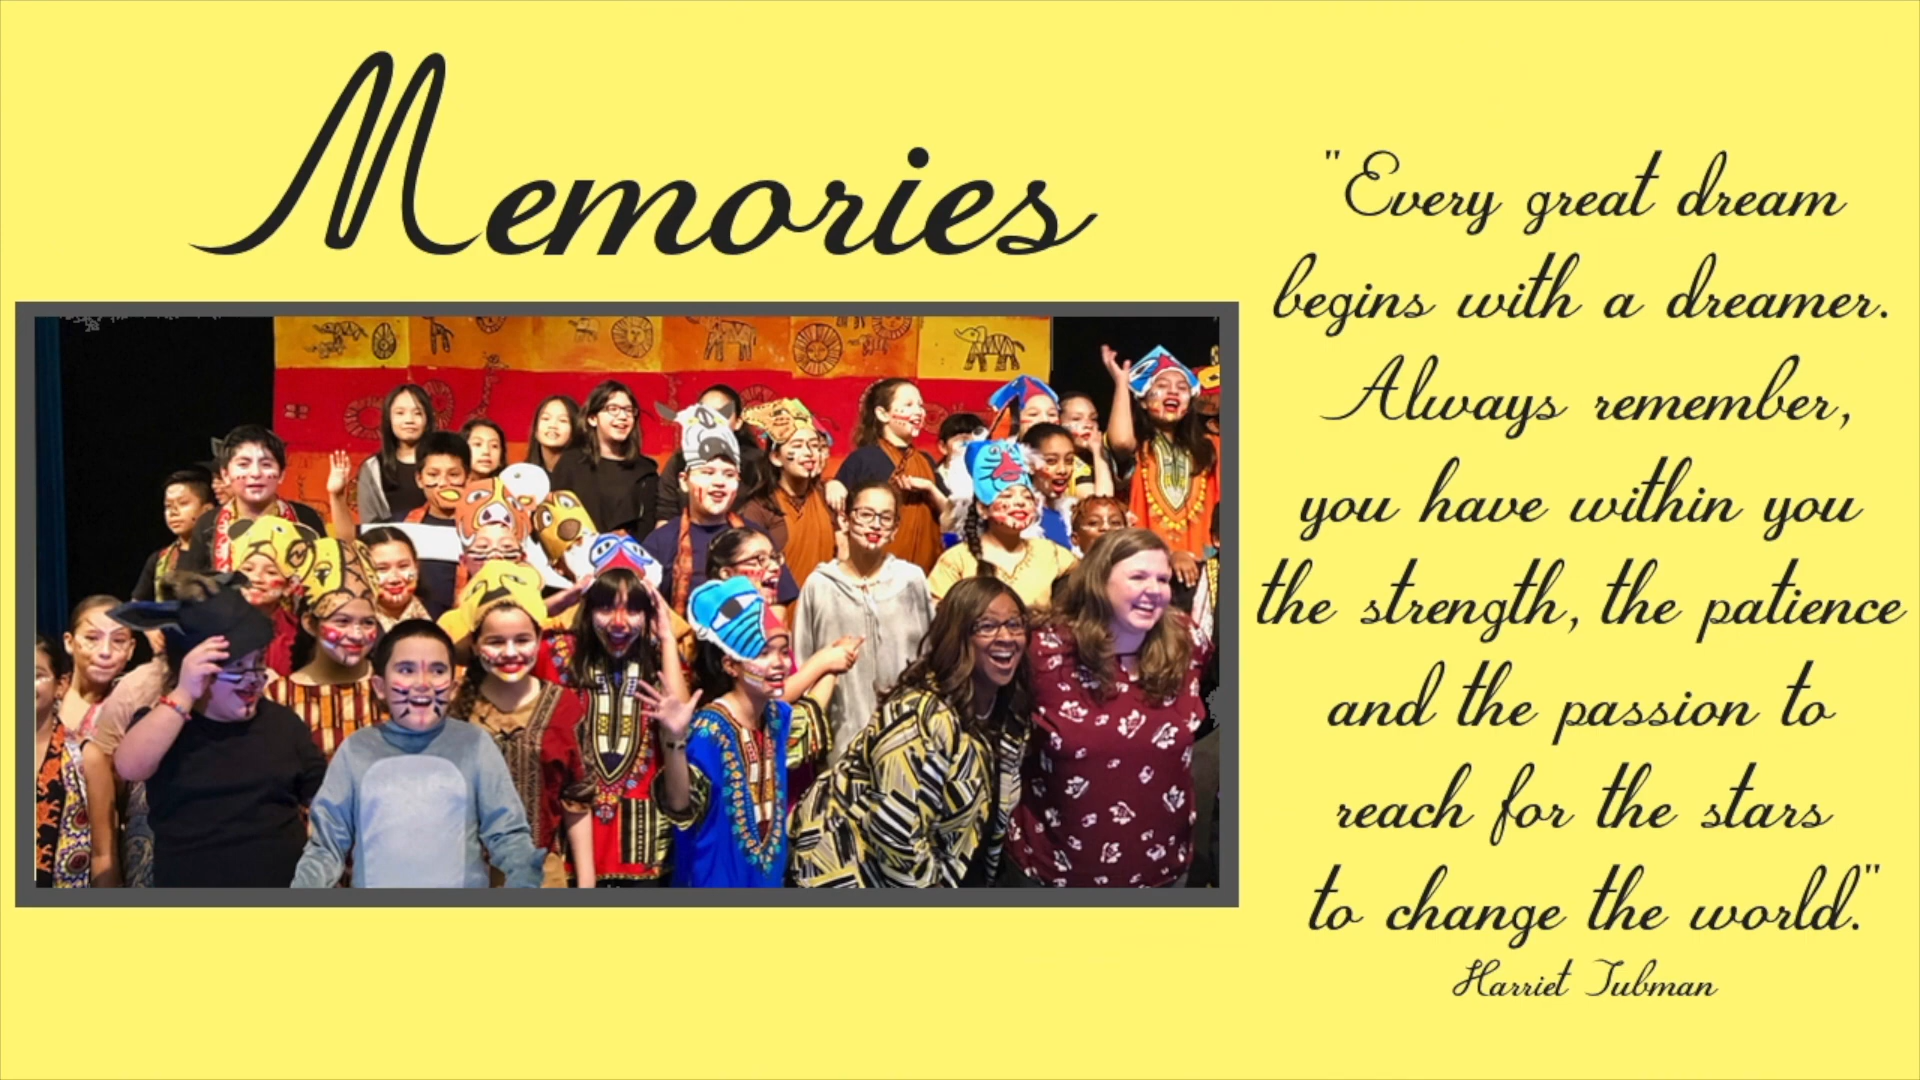 Memories
"Every great dream
begins with a dreamer.
Always remember,
you have within you
the strength, the patience
and the passion to
reach for the stars
to change the world."
Harriet Tubman